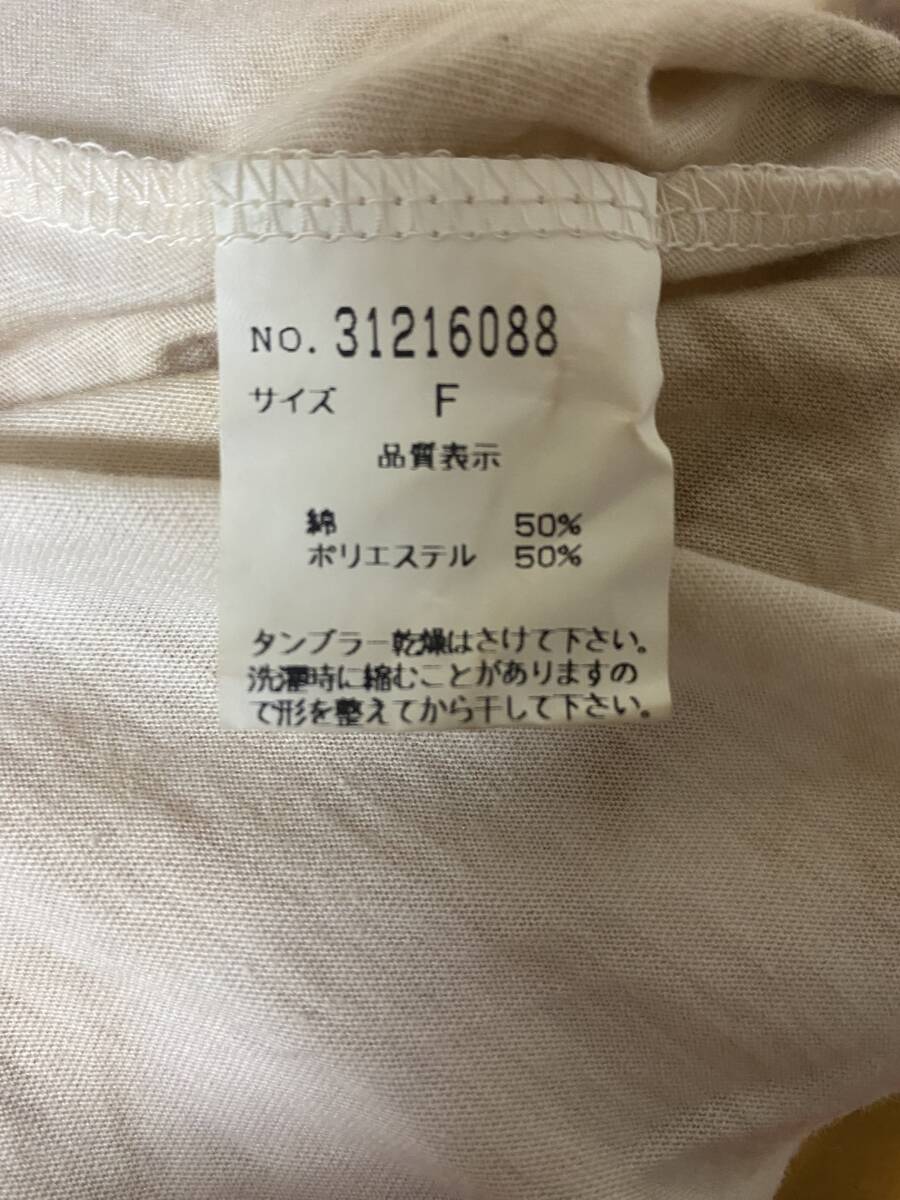 NO. 31216088
サイズ F
品質表示
綿 50%
ポリエステル 50%
タンブラー乾燥はさけて下さい。
洗濯時に縮むことがありますの
で形を整えてから干して下さい。